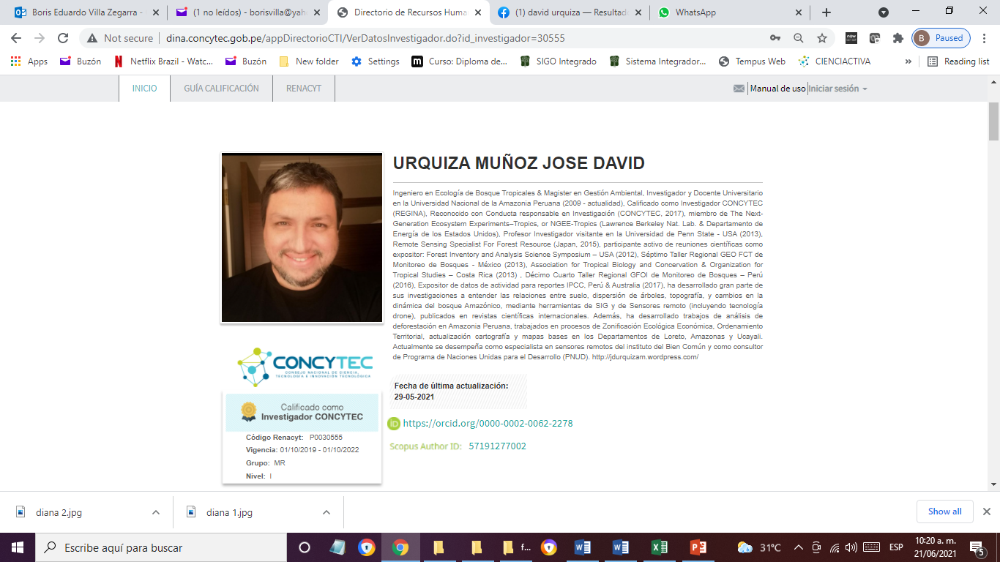 Boris Eduardo Villa Zegarra -
(1 no leídos) - borisvilla@yah
Directorio de Recursos Huma
(1) david urquiza — Resultad
WhatsApp
Not secure
dina.concytec.gob.pe/appDirectorioCTI/VerDatosInvestigador.do?id_investigador=30555
B Paused
Apps
Buzón
Netflix Brazil - Watc...
Buzón
New folder
Settings
Curso: Diploma de...
SIGO Integrado
Sistema Integrador...
Tempus Web
CIENCIACTIVA
»
Reading list
INICIO
GUÍA CALIFICACIÓN
RENACYT
Manual de uso
Iniciar sesión
URQUIZA MUÑOZ JOSE DAVID
Ingeniero en Ecología de Bosque Tropicales & Magister en Gestión Ambiental, Investigador y Docente Universitario
en la Universidad Nacional de la Amazonia Peruana (2009 - actualidad), Calificado como Investigador CONCYTEC
(REGINA), Reconocido con Conducta responsable en Investigación (CONCYTEC, 2017), miembro de The Next-
Generation Ecosystem Experiments–Tropics, or NGEE-Tropics (Lawrence Berkeley Nat. Lab. & Departamento de
Energía de los Estados Unidos), Profesor Investigador visitante en la Universidad de Penn State - USA (2013),
Remote Sensing Specialist For Forest Resource (Japan, 2015), participante activo de reuniones científicas como
expositor: Forest Inventory and Analysis Science Symposium – USA (2012), Séptimo Taller Regional GEO FCT de
Monitoreo de Bosques - México (2013), Association for Tropical Biology and Concervation & Organization for
Tropical Studies – Costa Rica (2013) , Décimo Cuarto Taller Regional GFOI de Monitoreo de Bosques – Perú
(2016), Expositor de datos de actividad para reportes IPCC, Perú & Australia (2017), ha desarrollado gran parte de
sus investigaciones a entender las relaciones entre suelo, dispersión de árboles, topografía, y cambios en la
dinámica del bosque Amazónico, mediante herramientas de SIG y de Sensores remoto (incluyendo tecnología
drone), publicados en revistas científicas internacionales. Además, ha desarrollado trabajos de análisis de
deforestación en Amazonia Peruana, trabajados en procesos de Zonificación Ecológica Económica, Ordenamiento
Territorial, actualización cartografía y mapas bases en los Departamentos de Loreto, Amazonas y Ucayali.
Actualmente se desempeña como especialista en sensores remotos del instituto del Bien Común y como consultor
de Programa de Naciones Unidas para el Desarrollo (PNUD). http://jdurquizam.wordpress.com/
CONCYTEC
CONSEJO NACIONAL DE CIENCIA,
TECNOLOGÍA E INNOVACIÓN TECNOLÓGICA
Calificado como
Investigador CONCYTEC
Código Renacyt: P0030555
Vigencia: 01/10/2019 - 01/10/2022
Grupo: MR
Nivel: I
Fecha de última actualización:
29-05-2021
iD https://orcid.org/0000-0002-0062-2278
Scopus Author ID: 57191277002
diana 2.jpg
diana 1.jpg
Show all
Escribe aquí para buscar
f...
31°C
ESP
10:20 a. m.
21/06/2021
5